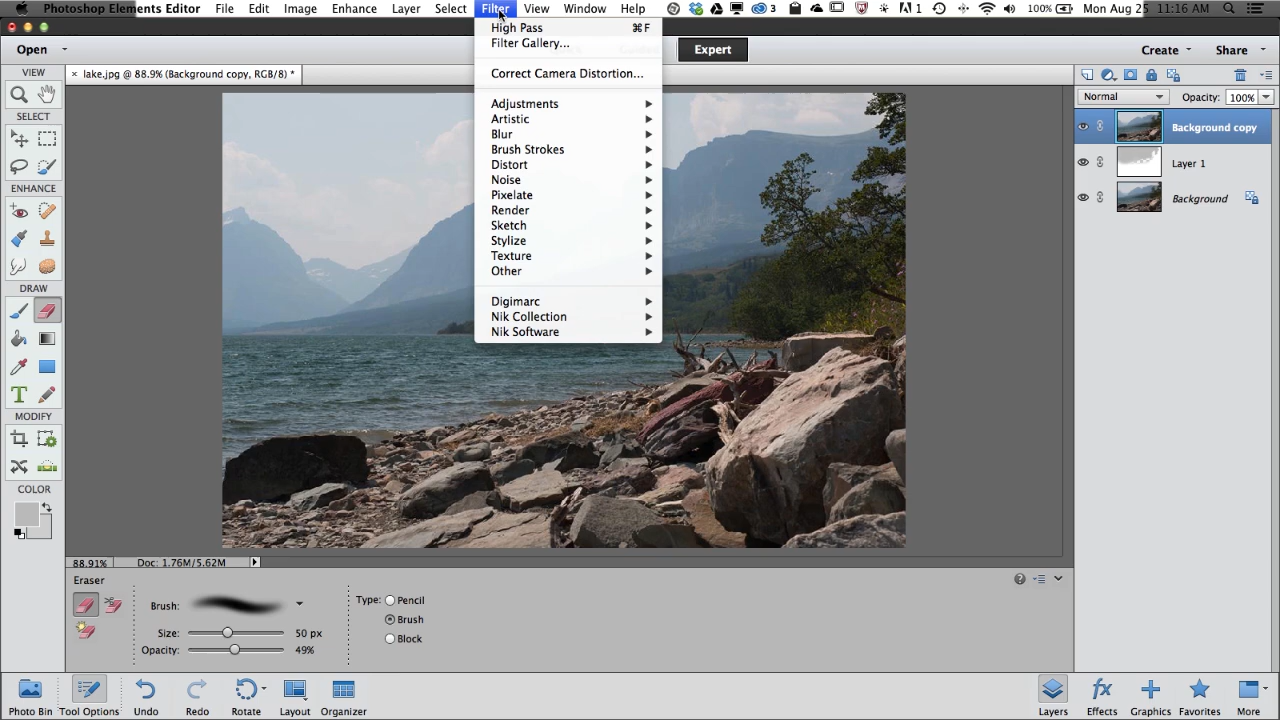 Photoshop Elements Editor File Edit Image Enhance Layer Select Filter View Window Help 3 1 100% Mon Aug 25 11:16 AM
Open Expert Create Share
lake.jpg @ 88.9% (Background copy, RGB/8) *
High Pass ⌘F
Filter Gallery...
Correct Camera Distortion...
Adjustments
Artistic
Blur
Brush Strokes
Distort
Noise
Pixelate
Render
Sketch
Stylize
Texture
Other
Digimarc
Nik Collection
Nik Software
VIEW
SELECT
ENHANCE
DRAW
T
MODIFY
COLOR
Normal Opacity: 100%
Background copy
Layer 1
Background
88.91% Doc: 1.76M/5.62M
Eraser
Brush:
Size: 50 px
Opacity: 49%
Type: Pencil
Brush
Block
Photo Bin Tool Options Undo Redo Rotate Layout Organizer
fx
Layers Effects Graphics Favorites More